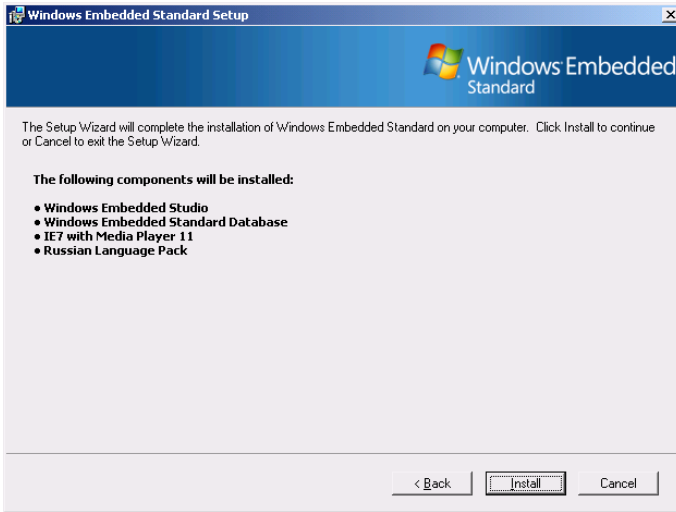 Windows Embedded Standard Setup
Windows Embedded
Standard
The Setup Wizard will complete the installation of Windows Embedded Standard on your computer. Click Install to continue
or Cancel to exit the Setup Wizard.
The following components will be installed:
• Windows Embedded Studio
• Windows Embedded Standard Database
• IE7 with Media Player 11
• Russian Language Pack
< Back Install Cancel